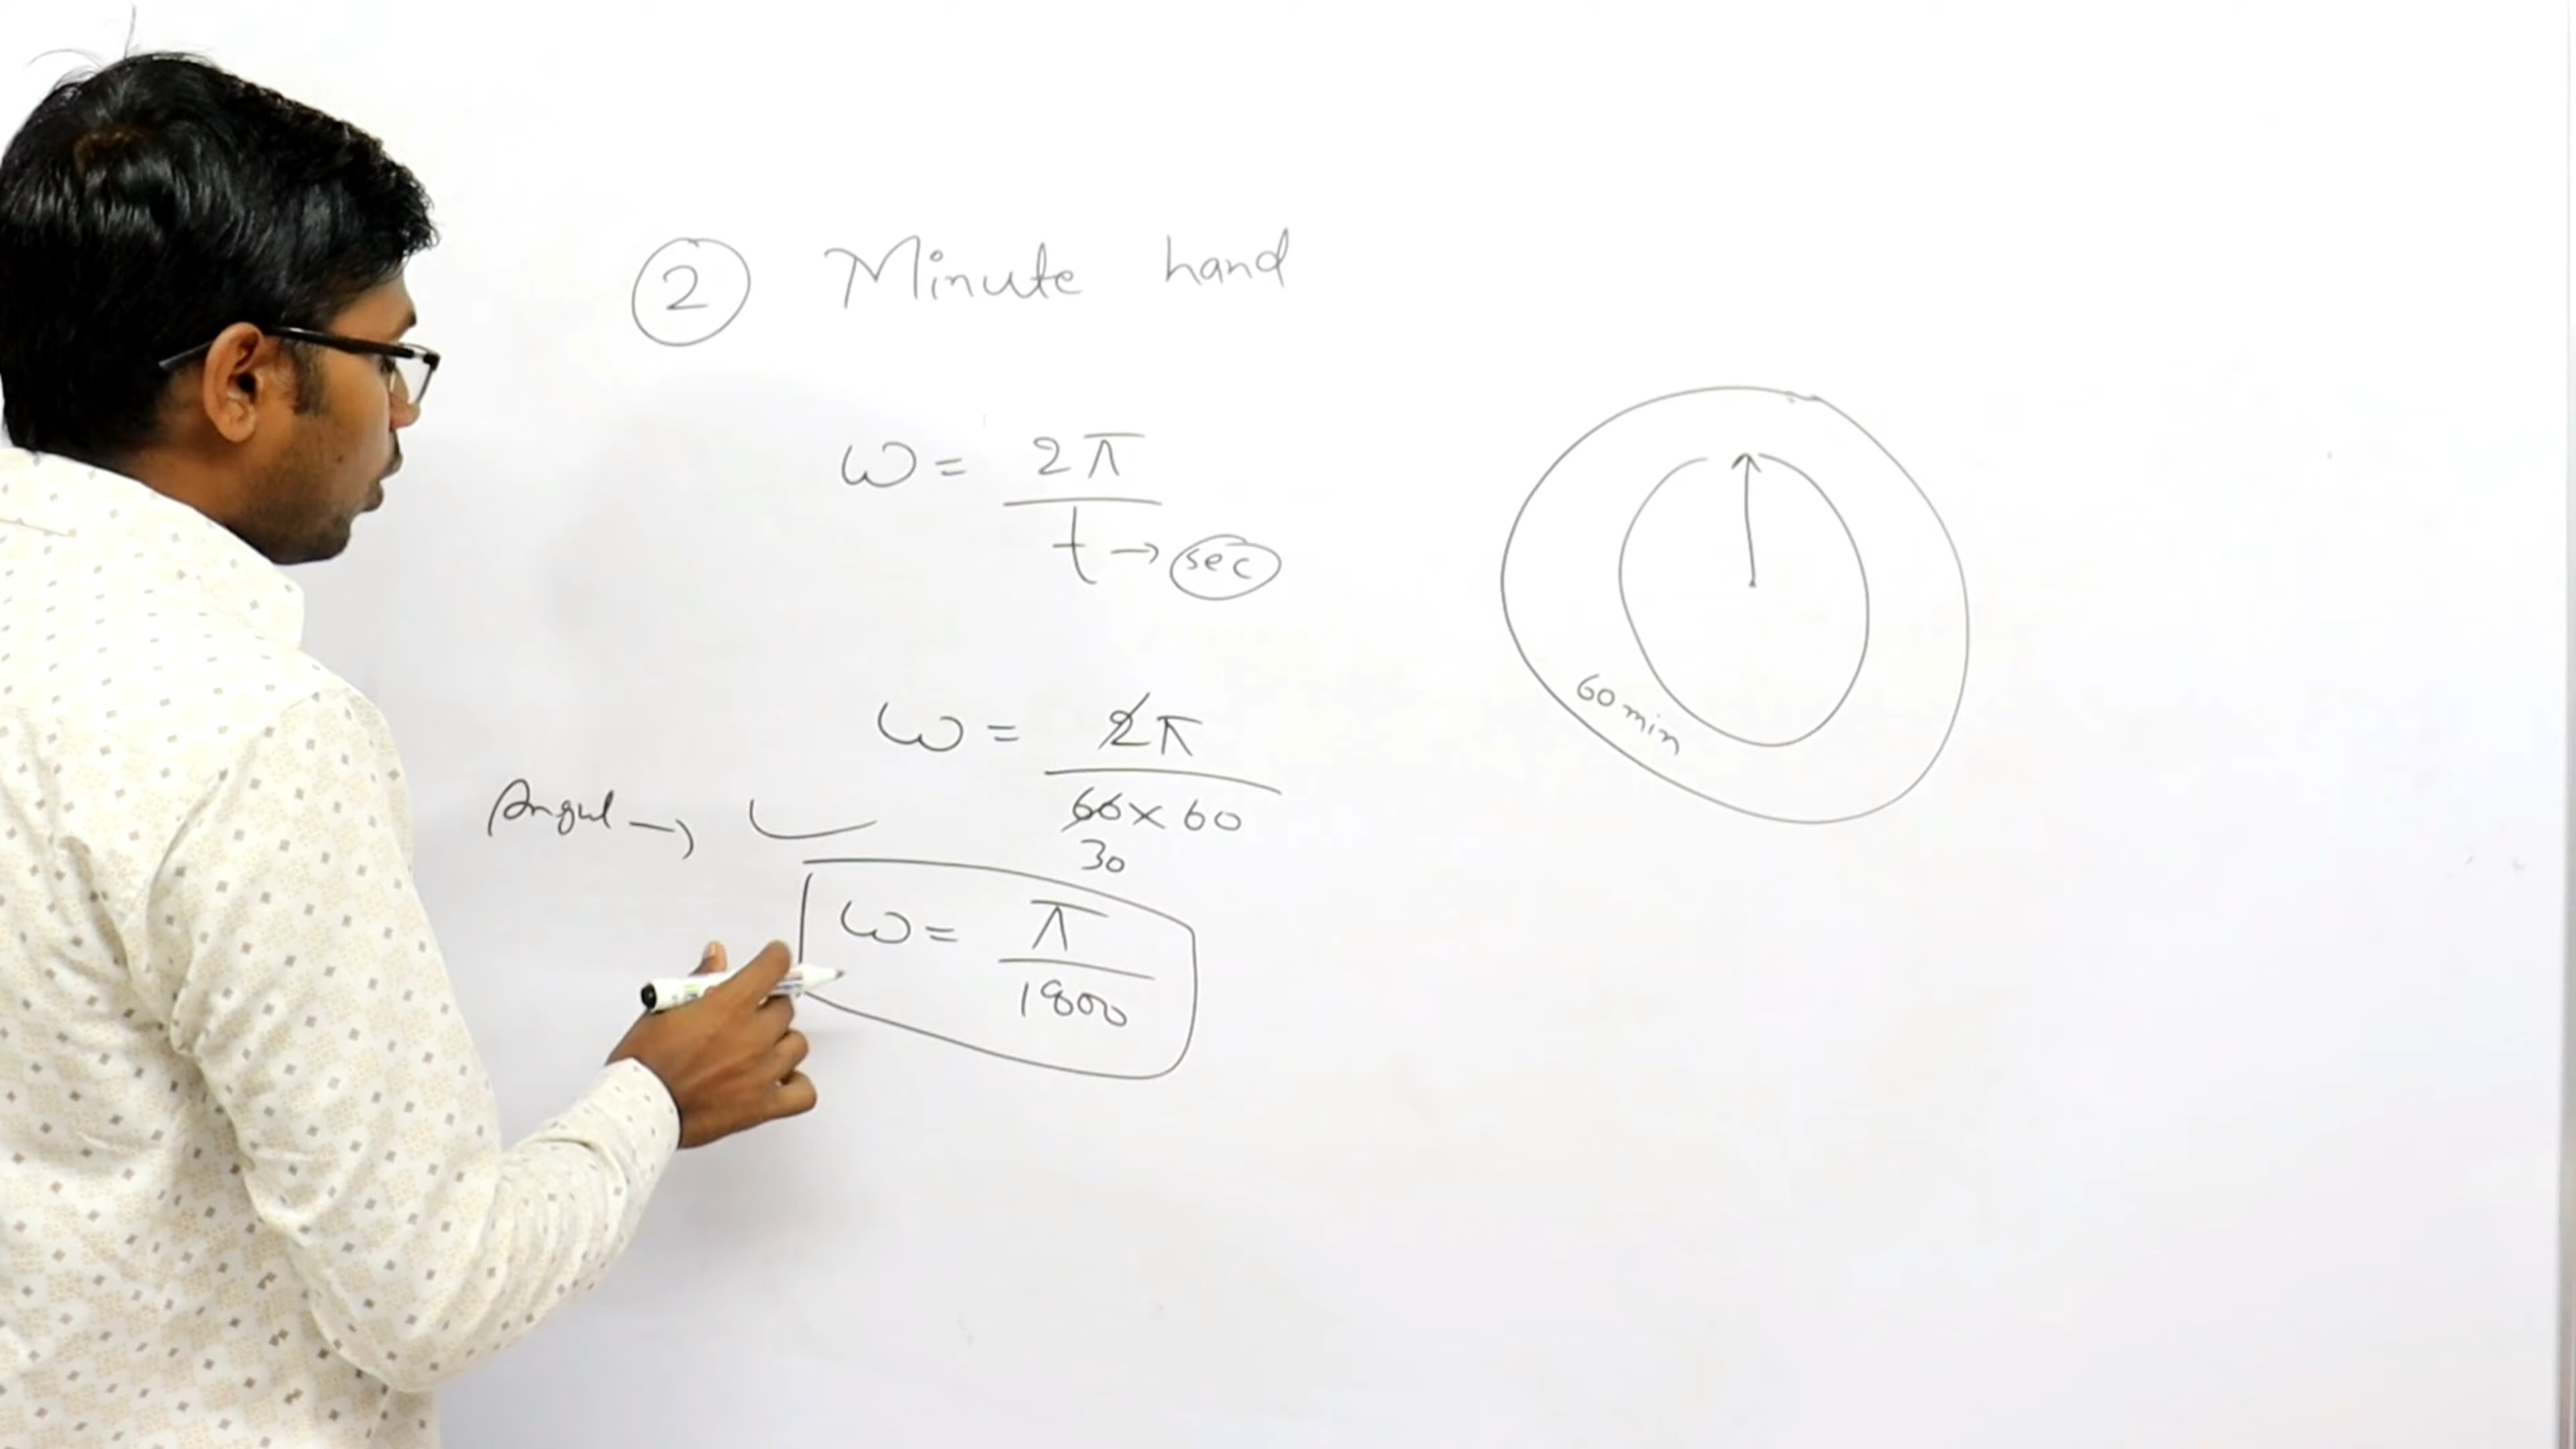 2 Minute hand
ω = 2π
t → sec
ω = 2π
60 × 60
30
Angul →
ω = π
1800
60 min